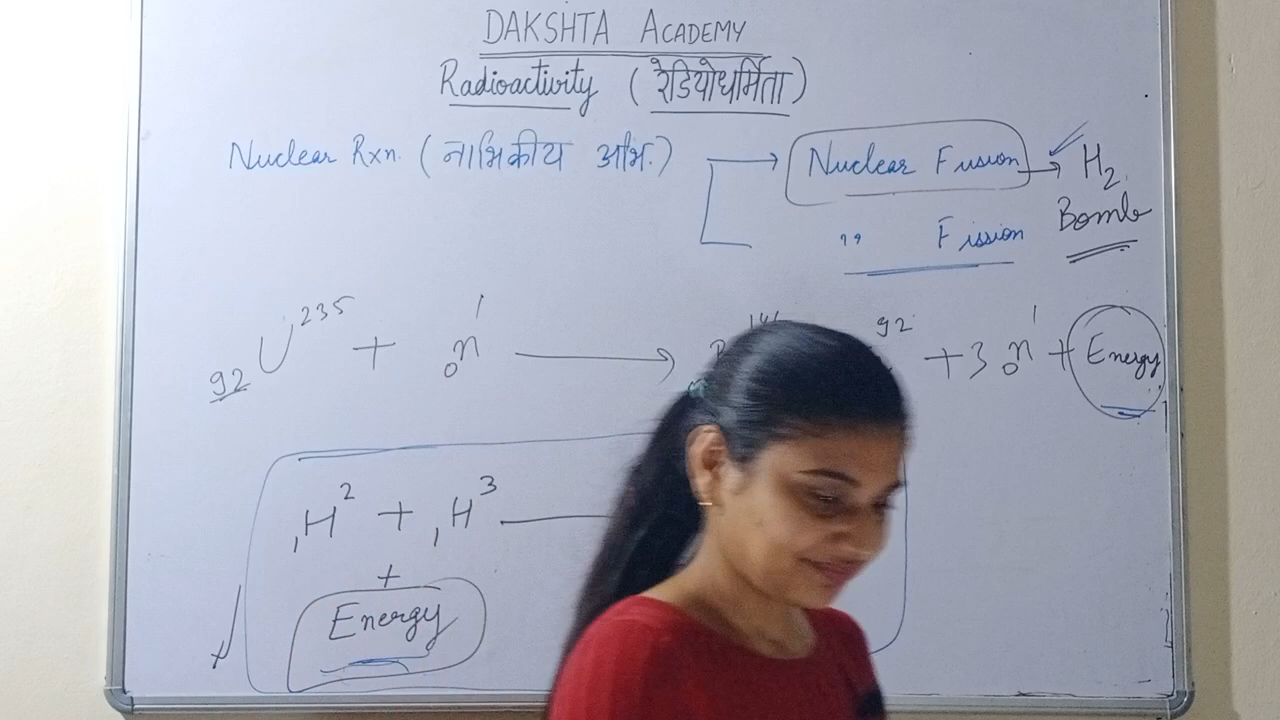 DAKSHTA ACADEMY
Radioactivity (रेडियोधर्मिता)
Nuclear Rxn. (नाभिकीय अभि.) → Nuclear Fusion → H₂
Bomb
" Fission
₉₂U²³⁵ + ₀n¹ → ⁹² + 3 ₀n¹ + Energy
₁H² + ₁H³
+
Energy